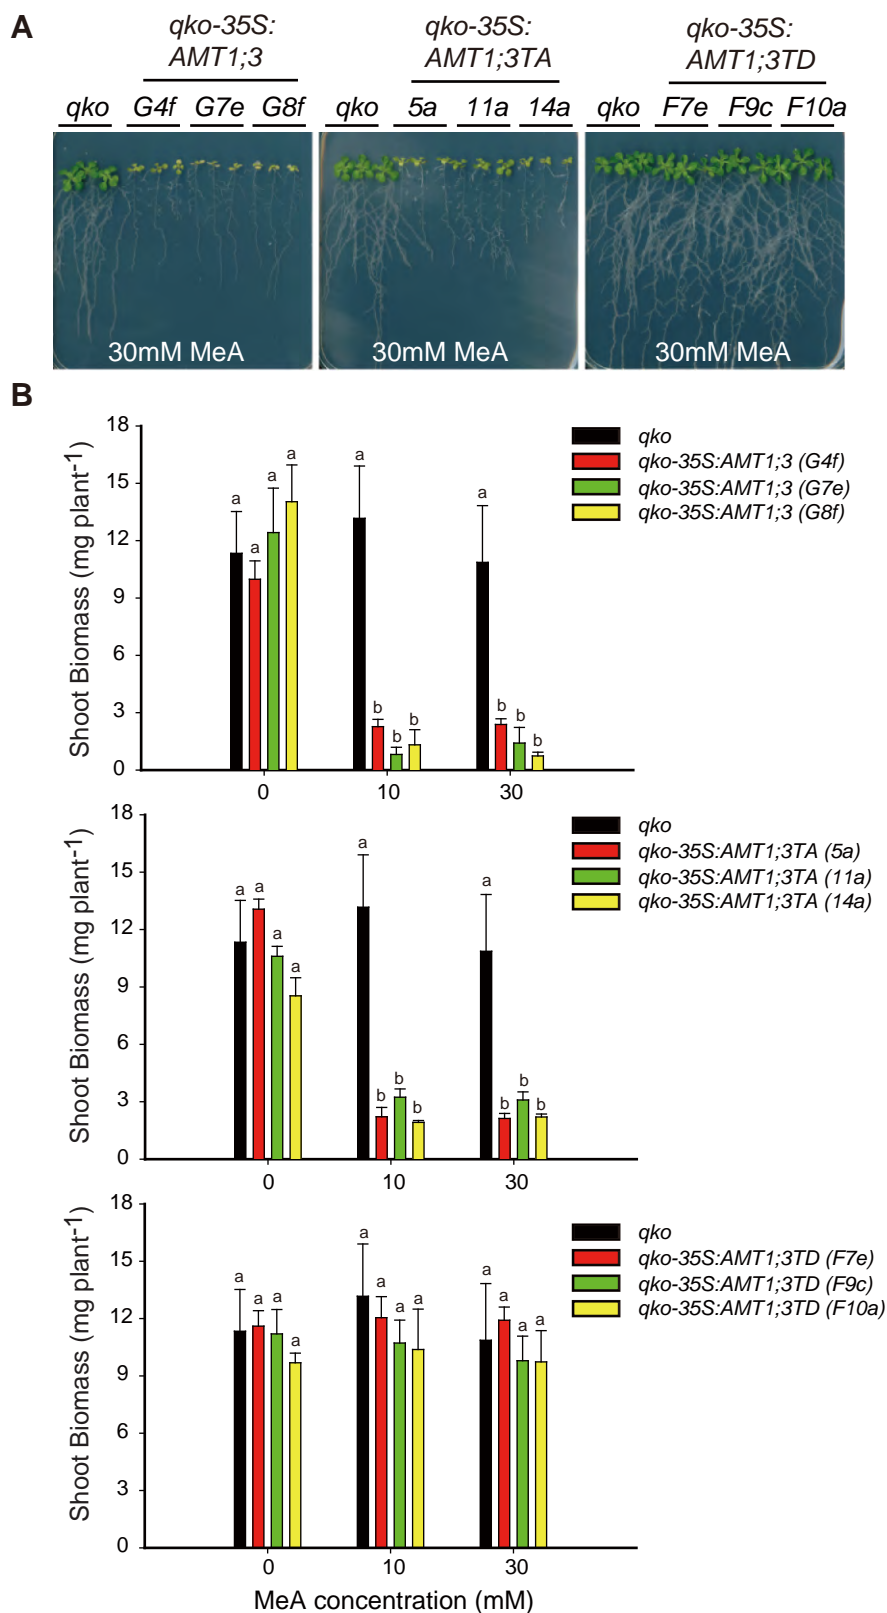 A
qko-35S: AMT1;3
qko-35S: AMT1;3TA
qko-35S: AMT1;3TD
qko G4f G7e G8f
qko 5a 11a 14a
qko F7e F9c F10a
30mM MeA
30mM MeA
30mM MeA
B
Shoot Biomass (mg plant-1)
18
15
12
9
6
3
0
a a a a
a b b b
a b b b
0 10 30
qko
qko-35S:AMT1;3 (G4f)
qko-35S:AMT1;3 (G7e)
qko-35S:AMT1;3 (G8f)
Shoot Biomass (mg plant-1)
18
15
12
9
6
3
0
a a a a
a b b b
a b b b
0 10 30
qko
qko-35S:AMT1;3TA (5a)
qko-35S:AMT1;3TA (11a)
qko-35S:AMT1;3TA (14a)
Shoot Biomass (mg plant-1)
18
15
12
9
6
3
0
a a a a
a a a a
a a a a
0 10 30
qko
qko-35S:AMT1;3TD (F7e)
qko-35S:AMT1;3TD (F9c)
qko-35S:AMT1;3TD (F10a)
MeA concentration (mM)